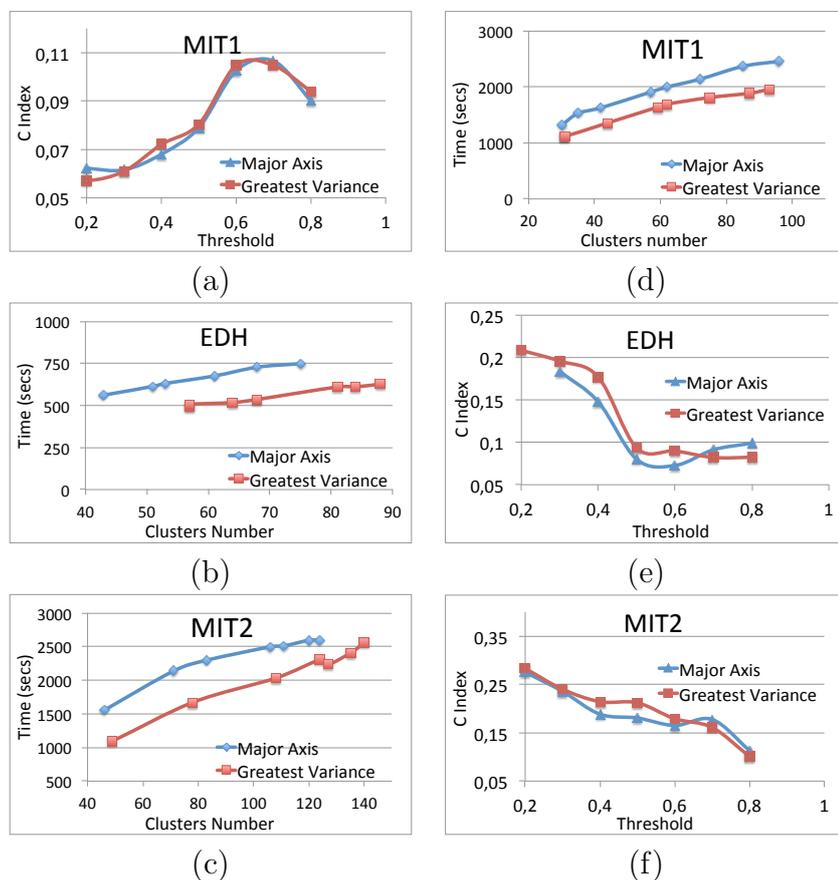 MIT1
0,11
0,09
0,07
0,05
C Index
0,2 0,4 0,6 0,8 1
Threshold
Major Axis
Greatest Variance
(a)
MIT1
3000
2000
1000
0
Time (secs)
20 40 60 80 100
Clusters number
Major Axis
Greatest Variance
(d)
EDH
1000
750
500
250
0
Time (secs)
40 50 60 70 80 90
Clusters Number
Major Axis
Greatest Variance
(b)
EDH
0,25
0,2
0,15
0,1
0,05
C Index
0,2 0,4 0,6 0,8 1
Threshold
Major Axis
Greatest Variance
(e)
MIT2
3000
2500
2000
1500
1000
500
Time (secs)
40 60 80 100 120 140
Clusters Number
Major Axis
Greatest Variance
(c)
MIT2
0,35
0,25
0,15
0,05
C Index
0,2 0,4 0,6 0,8 1
Threshold
Major Axis
Greatest Variance
(f)